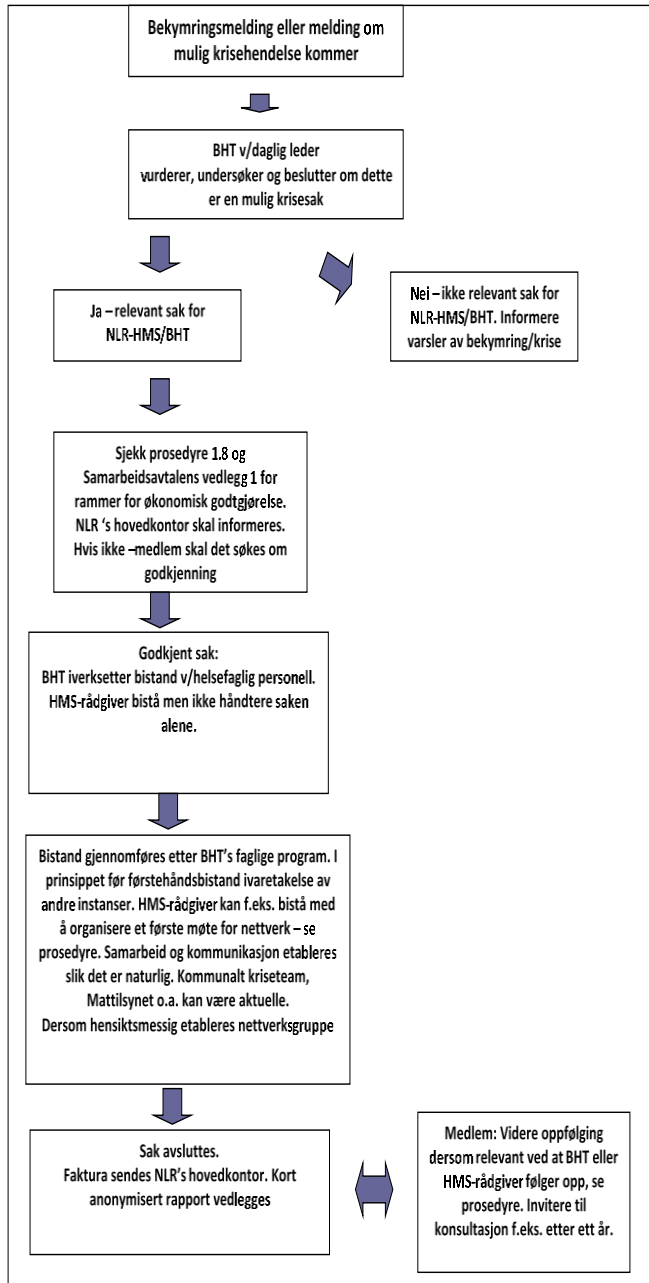 Bekymringsmelding eller melding om
mulig krisehendelse kommer
BHT v/daglig leder
vurderer, undersøker og beslutter om dette
er en mulig krisesak
Ja – relevant sak for
NLR-HMS/BHT
Nei – ikke relevant sak for
NLR-HMS/BHT. Informere
varsler av bekymring/krise
Sjekk prosedyre 1.8 og
Samarbeidsavtalens vedlegg 1 for
rammer for økonomisk godtgjørelse.
NLR ‘s hovedkontor skal informeres.
Hvis ikke –medlem skal det søkes om
godkjenning
Godkjent sak:
BHT iverksetter bistand v/helsefaglig personell.
HMS-rådgiver bistå men ikke håndtere saken
alene.
Bistand gjennomføres etter BHT’s faglige program. I
prinsippet før førstehåndsbistand ivaretakelse av
andre instanser. HMS-rådgiver kan f.eks. bistå med
å organisere et første møte for nettverk – se
prosedyre. Samarbeid og kommunikasjon etableres
slik det er naturlig. Kommunalt kriseteam,
Mattilsynet o.a. kan være aktuelle.
Dersom hensiktsmessig etableres nettverksgruppe
Sak avsluttes.
Faktura sendes NLR’s hovedkontor. Kort
anonymisert rapport vedlegges
Medlem: Videre oppfølging
dersom relevant ved at BHT eller
HMS-rådgiver følger opp, se
prosedyre. Invitere til
konsultasjon f.eks. etter ett år.